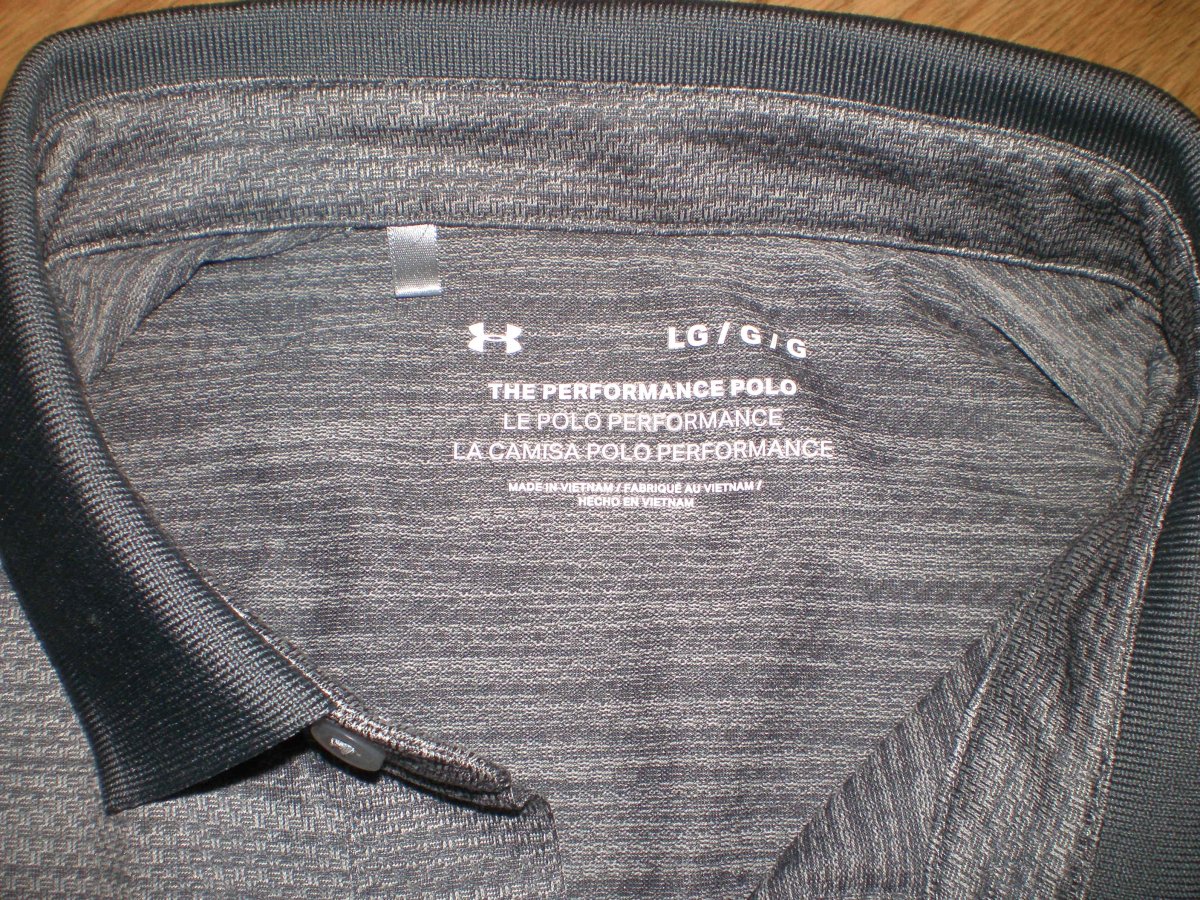 LG / G / G
THE PERFORMANCE POLO
LE POLO PERFORMANCE
LA CAMISA POLO PERFORMANCE
MADE IN VIETNAM / FABRIQUÉ AU VIETNAM /
HECHO EN VIETNAM